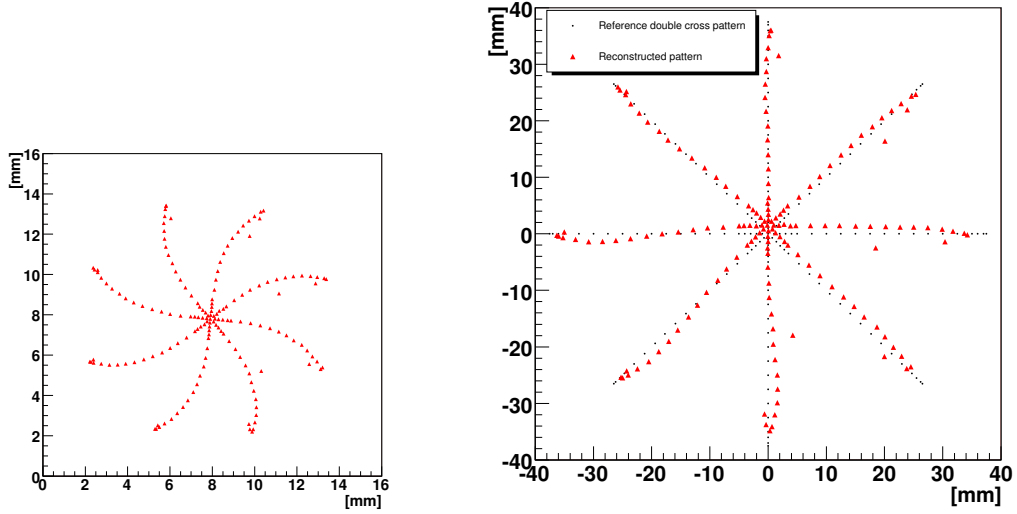 [mm]
16
14
12
10
8
6
4
2
0
0 2 4 6 8 10 12 14 16
[mm]
[mm]
40
30
20
10
0
-10
-20
-30
-40
Reference double cross pattern
Reconstructed pattern
-40 -30 -20 -10 0 10 20 30 40
[mm]